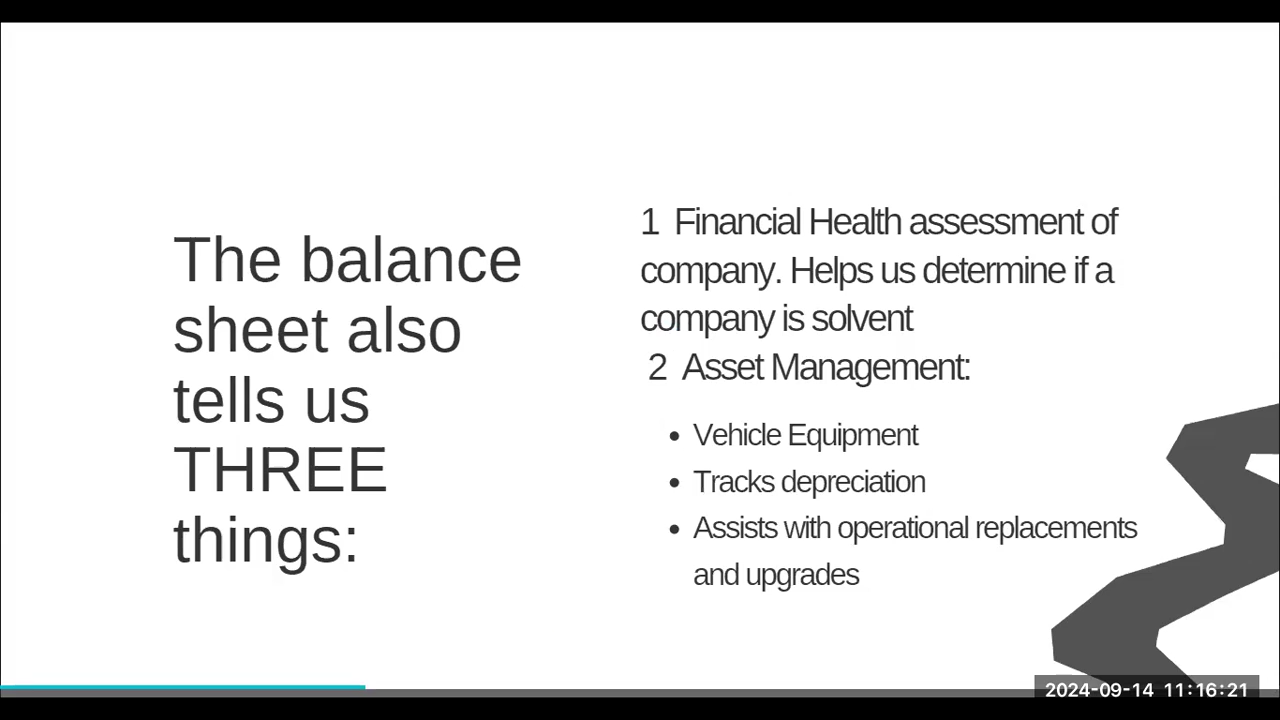 The balance
sheet also
tells us
THREE
things:
1 Financial Health assessment of
company. Helps us determine if a
company is solvent
2 Asset Management:
• Vehicle Equipment
• Tracks depreciation
• Assists with operational replacements
and upgrades
2024-09-14 11:16:21